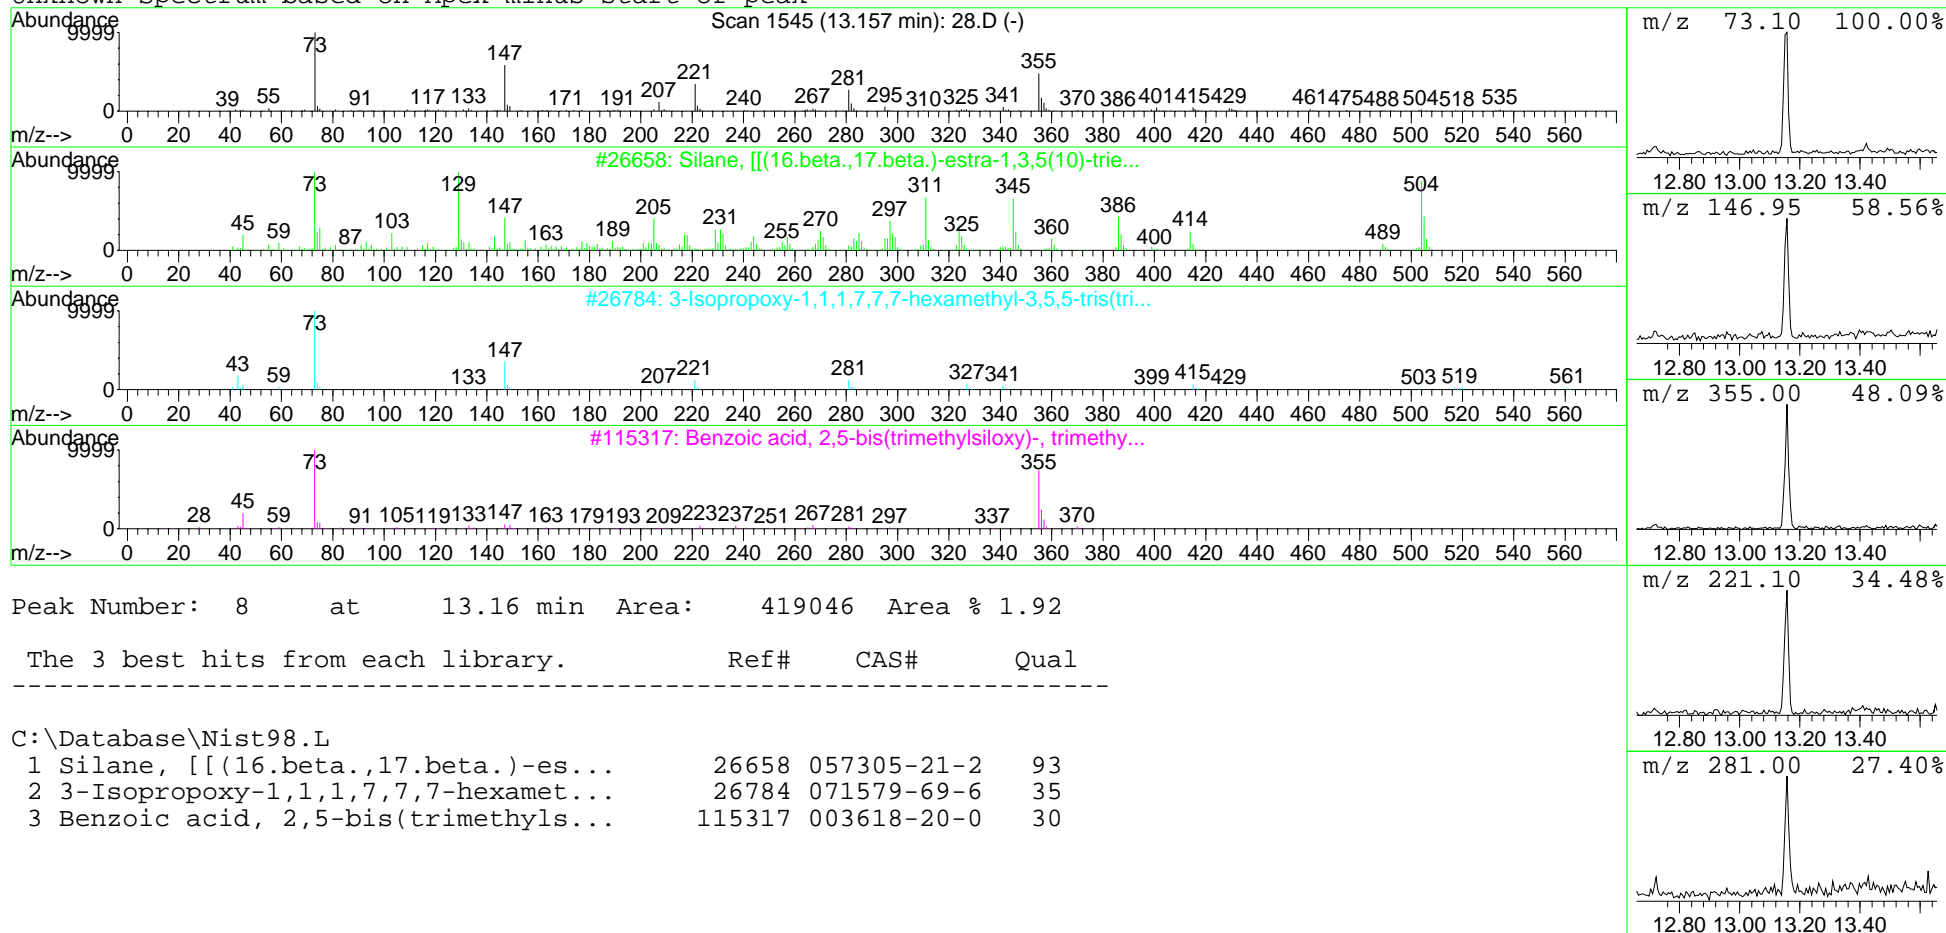 Unknown Spectrum based on Apex minus start of peak
Abundance
Scan 1545 (13.157 min): 28.D (-)
9999
73
147
355
281
221
207
39 55 91 117 133 171 191 240 267 295 310 325 341 370 386 401 415 429 461 475 488 504 518 535
0
m/z--> 0 20 40 60 80 100 120 140 160 180 200 220 240 260 280 300 320 340 360 380 400 420 440 460 480 500 520 540 560
Abundance
#26658: Silane, [[(16.beta.,17.beta.)-estra-1,3,5(10)-trie...
9999
73 129 311 345 504
45 59 87 103 147 163 189 205 231 255 270 297 325 360 386 400 414 489
0
m/z--> 0 20 40 60 80 100 120 140 160 180 200 220 240 260 280 300 320 340 360 380 400 420 440 460 480 500 520 540 560
Abundance
#26784: 3-Isopropoxy-1,1,1,7,7,7-hexamethyl-3,5,5-tris(tri...
9999
73
147
43 59 133 207 221 281 327 341 399 415 429 503 519 561
0
m/z--> 0 20 40 60 80 100 120 140 160 180 200 220 240 260 280 300 320 340 360 380 400 420 440 460 480 500 520 540 560
Abundance
#115317: Benzoic acid, 2,5-bis(trimethylsiloxy)-, trimethy...
9999
73 355
45
28 59 91 105 119 133 147 163 179 193 209 223 237 251 267 281 297 337 370
0
m/z--> 0 20 40 60 80 100 120 140 160 180 200 220 240 260 280 300 320 340 360 380 400 420 440 460 480 500 520 540 560
m/z 73.10 100.00%
12.80 13.00 13.20 13.40
m/z 146.95 58.56%
12.80 13.00 13.20 13.40
m/z 355.00 48.09%
12.80 13.00 13.20 13.40
m/z 221.10 34.48%
12.80 13.00 13.20 13.40
m/z 281.00 27.40%
12.80 13.00 13.20 13.40
Peak Number: 8 at 13.16 min Area: 419046 Area % 1.92
The 3 best hits from each library. Ref# CAS# Qual
---------------------------------------------------------------------
C:\Database\Nist98.L
1 Silane, [[(16.beta.,17.beta.)-es... 26658 057305-21-2 93
2 3-Isopropoxy-1,1,1,7,7,7-hexamet... 26784 071579-69-6 35
3 Benzoic acid, 2,5-bis(trimethyls... 115317 003618-20-0 30